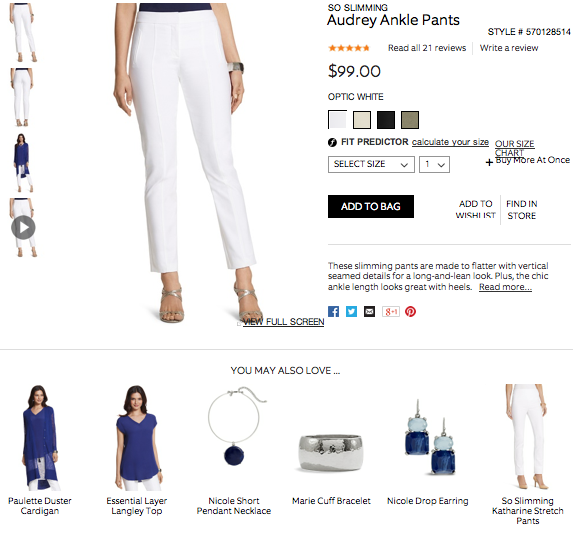 SO SLIMMING
Audrey Ankle Pants
STYLE # 570128514
Read all 21 reviews
Write a review
$99.00
OPTIC WHITE
FIT PREDICTOR calculate your size
OUR SIZE
CHART
SELECT SIZE
1
+ Buy More At Once
ADD TO BAG
ADD TO
WISHLIST
FIND IN
STORE
These slimming pants are made to flatter with vertical
seamed details for a long-and-lean look. Plus, the chic
ankle length looks great with heels. Read more...
g+1
VIEW FULL SCREEN
YOU MAY ALSO LOVE ...
Paulette Duster
Cardigan
Essential Layer
Langley Top
Nicole Short
Pendant Necklace
Marie Cuff Bracelet
Nicole Drop Earring
So Slimming
Katharine Stretch
Pants